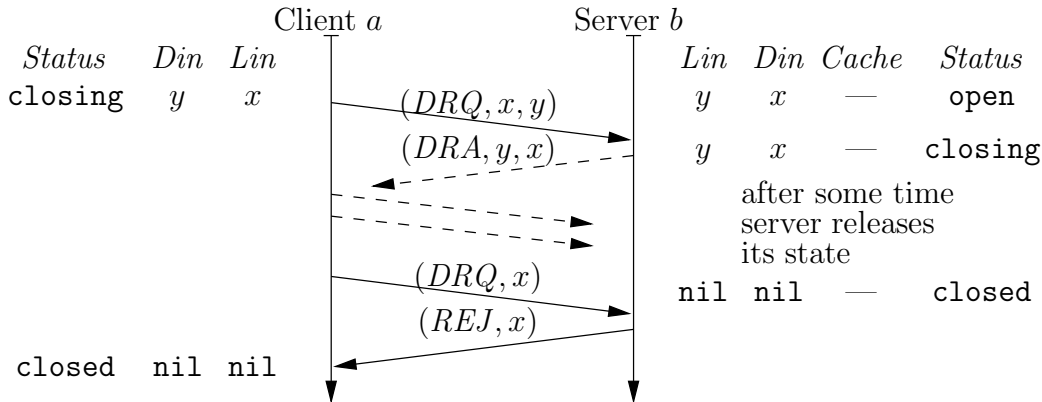 Client a Server b
Status Din Lin Lin Din Cache Status
closing y x (DRQ, x, y) y x — open
(DRA, y, x) y x — closing
after some time
server releases
its state
(DRQ, x) nil nil — closed
(REJ, x)
closed nil nil